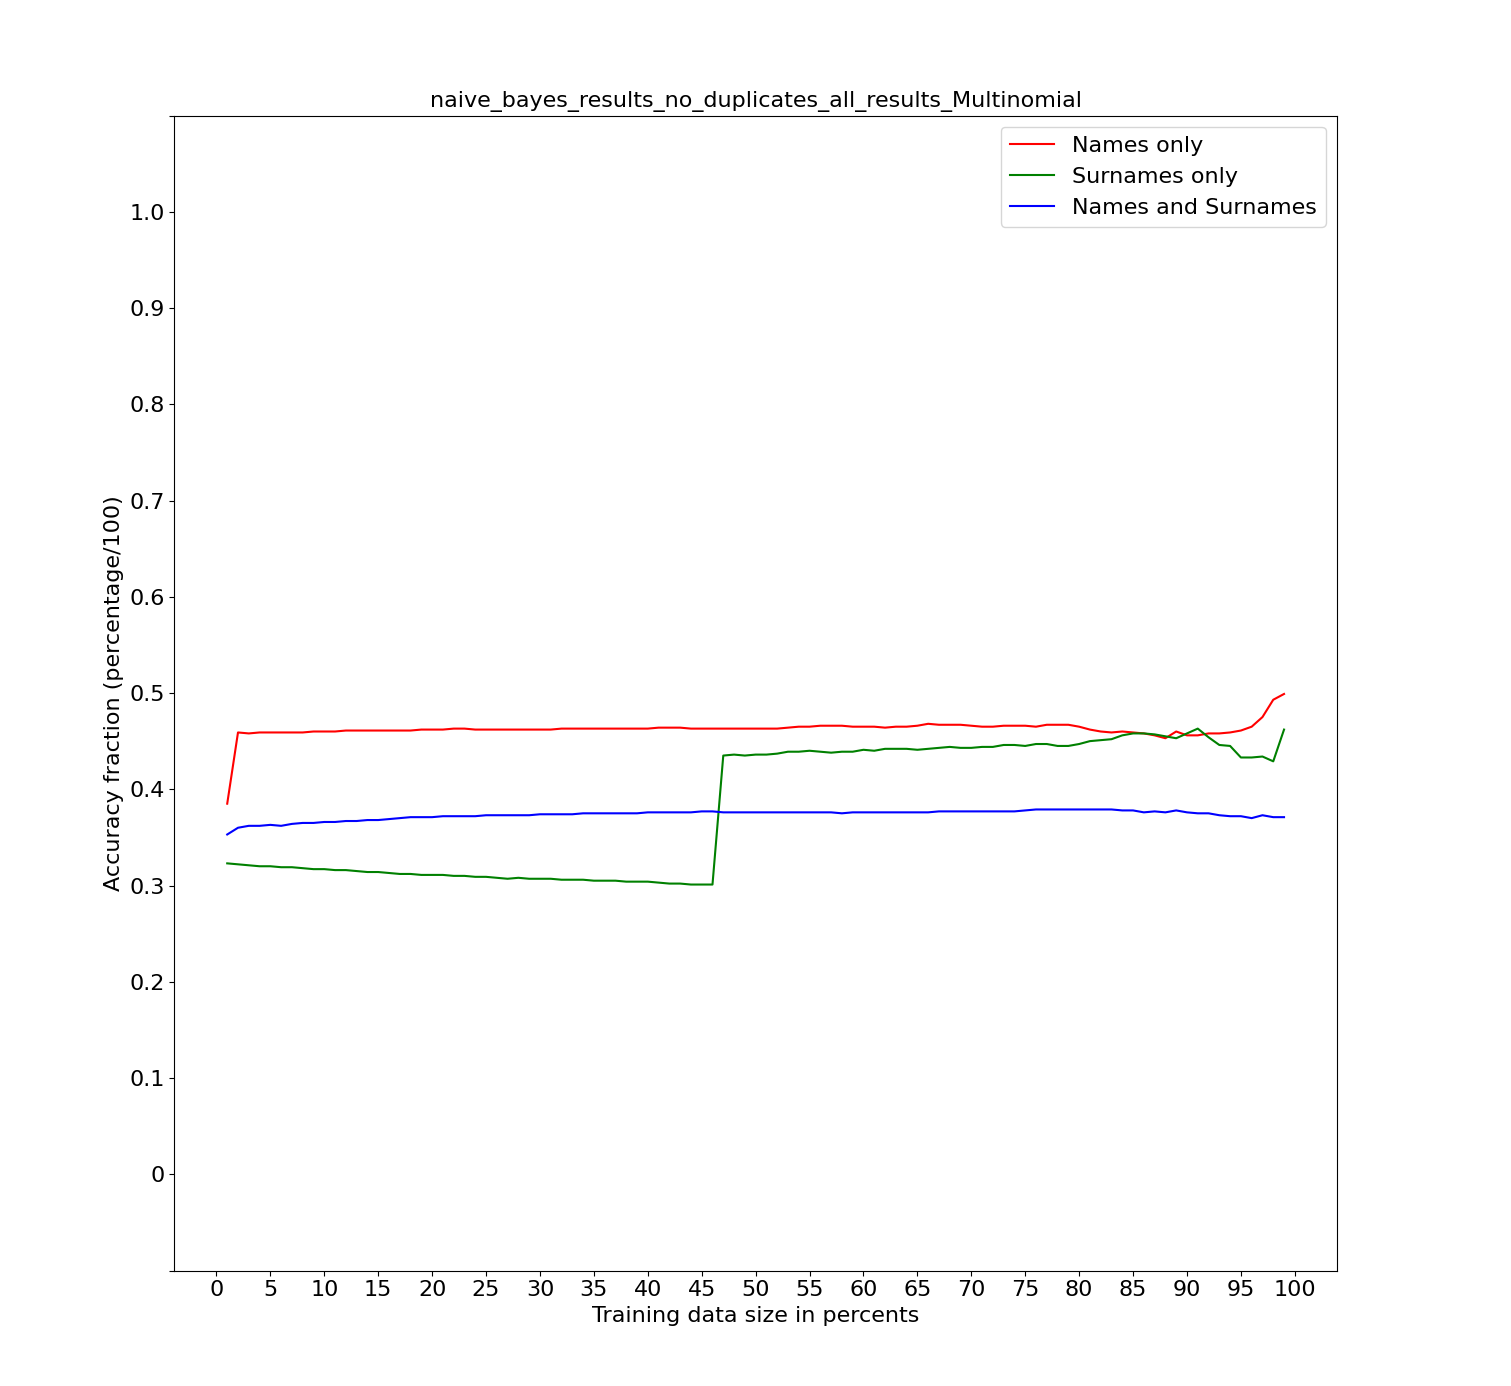 naive_bayes_results_no_duplicates_all_results_Multinomial
Names only
Surnames only
Names and Surnames
1.0
0.9
0.8
0.7
0.6
0.5
0.4
0.3
0.2
0.1
0
Accuracy fraction (percentage/100)
0 5 10 15 20 25 30 35 40 45 50 55 60 65 70 75 80 85 90 95 100
Training data size in percents